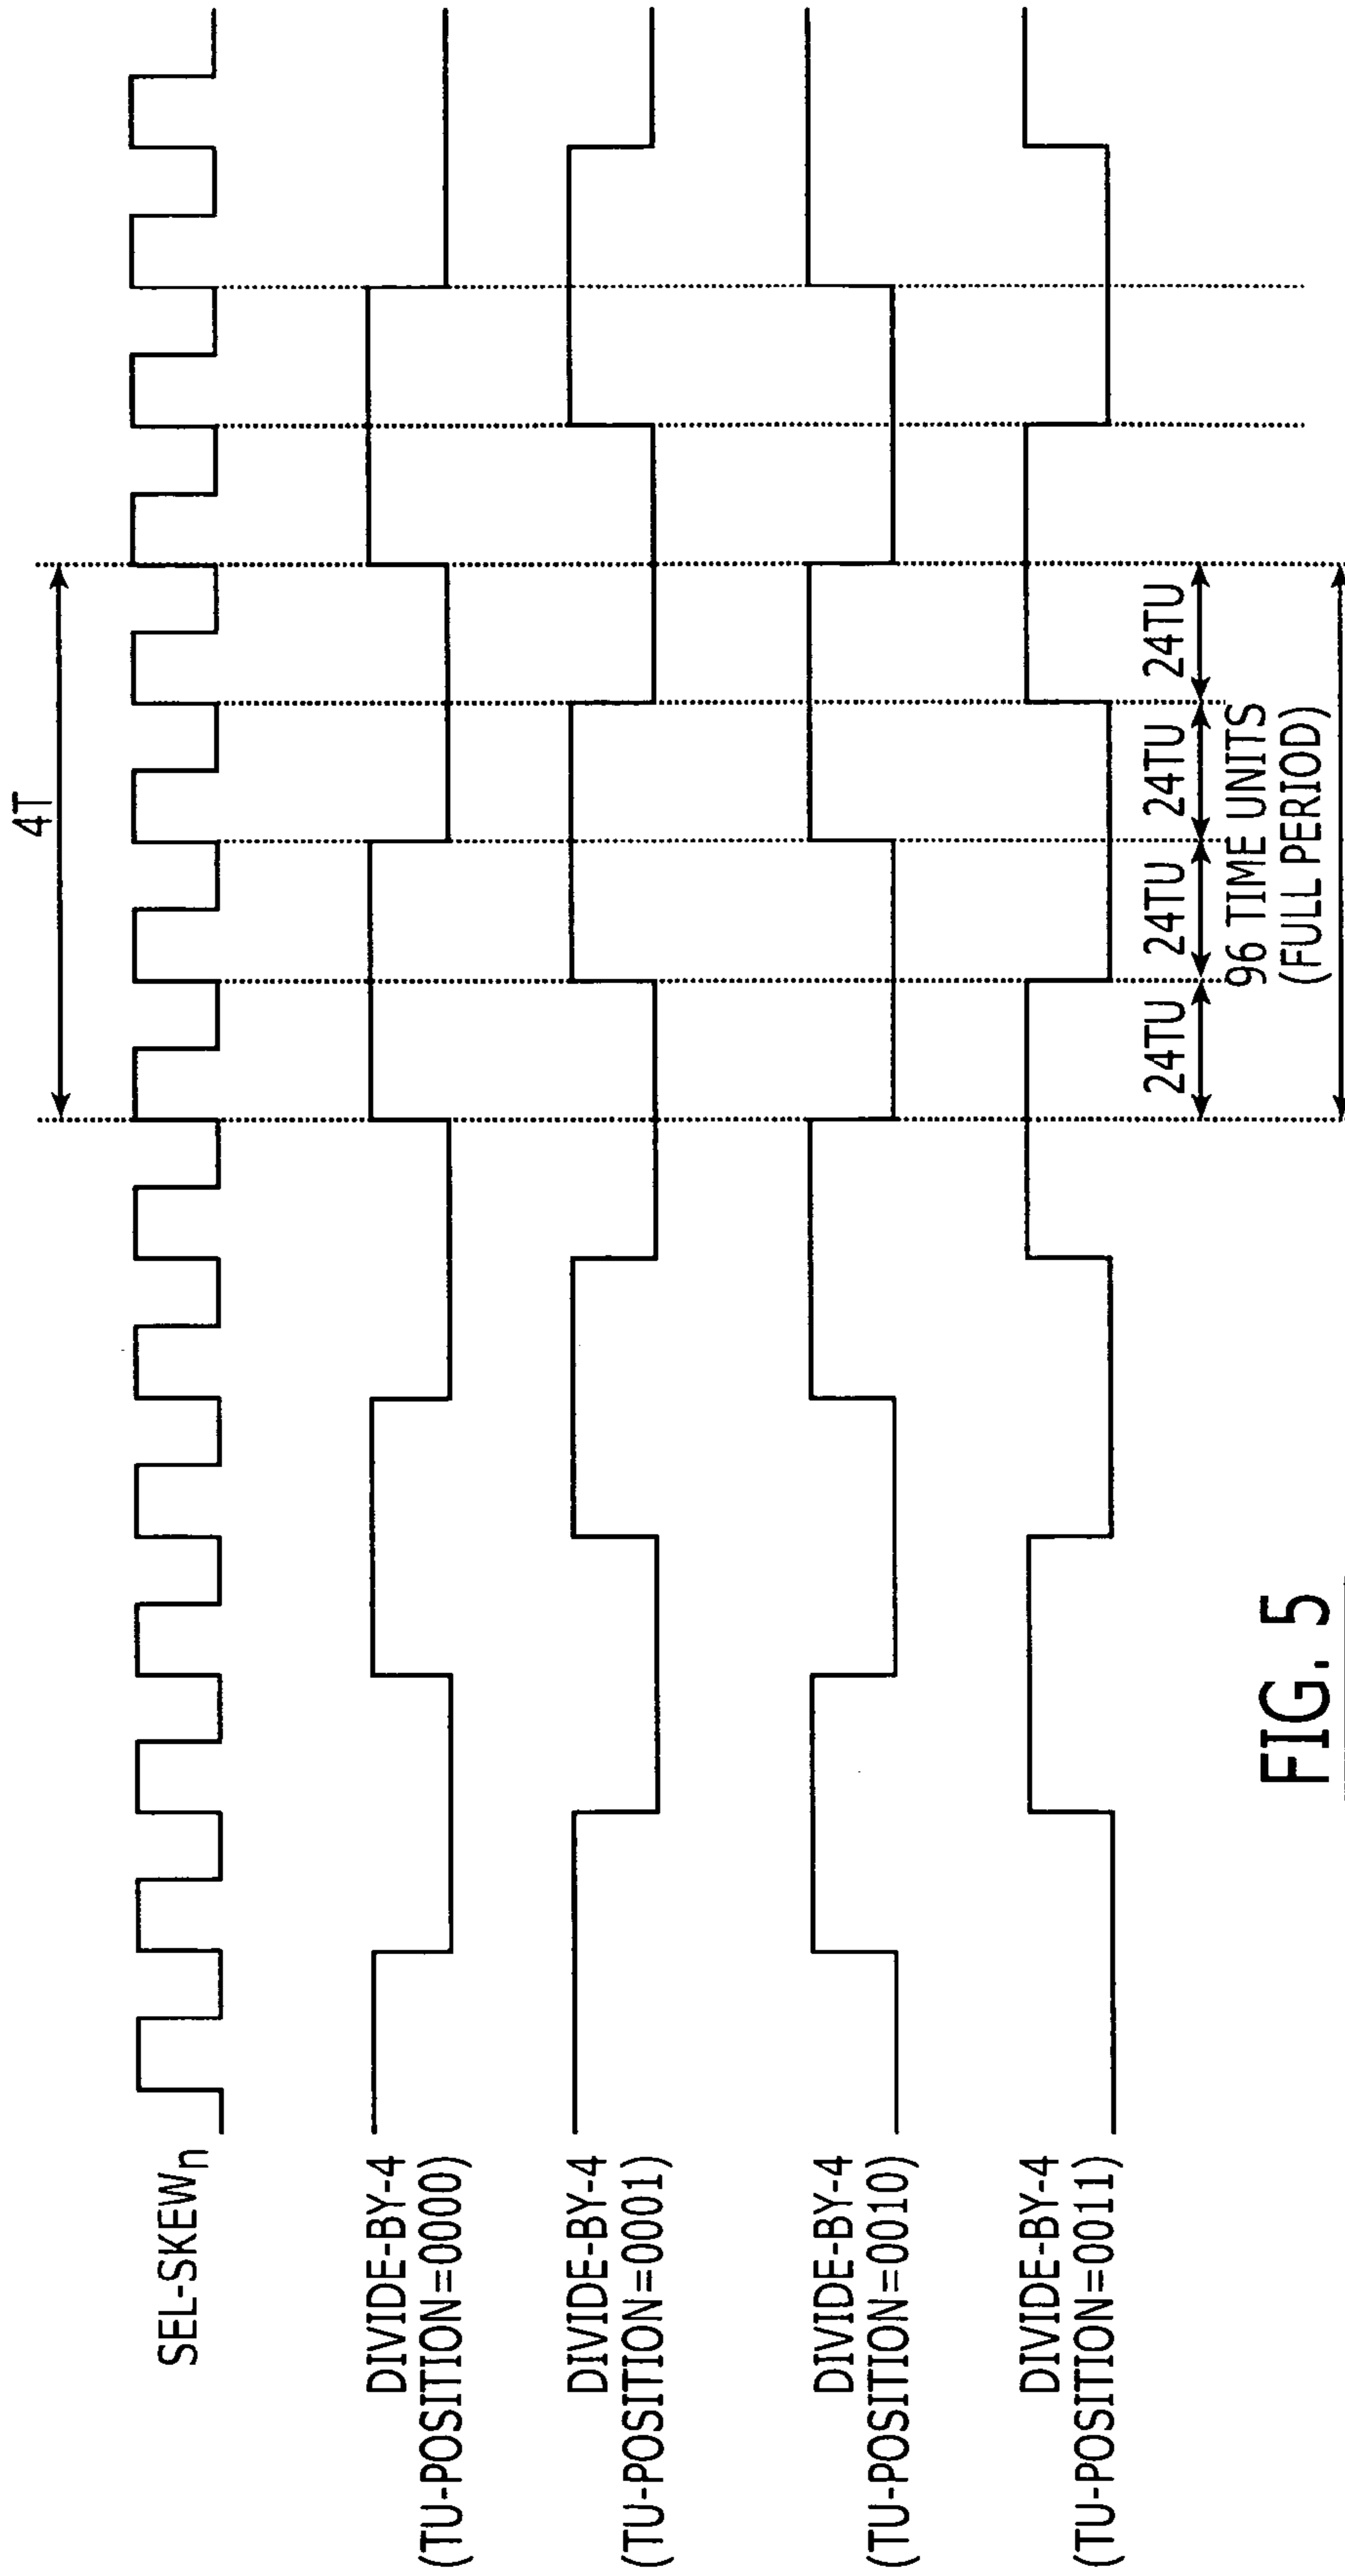 4T
SEL-SKEWn
DIVIDE-BY-4
(TU-POSITION=0000)
DIVIDE-BY-4
(TU-POSITION=0001)
DIVIDE-BY-4
(TU-POSITION=0010)
DIVIDE-BY-4
(TU-POSITION=0011)
24TU 24TU 24TU 24TU
96 TIME UNITS
(FULL PERIOD)
FIG. 5